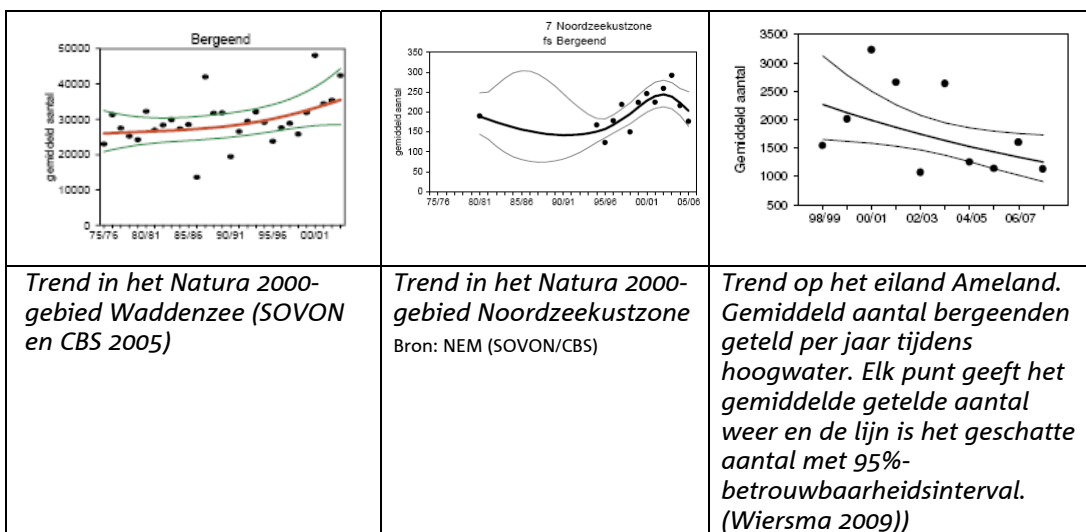 Bergeend
50000
40000
30000
20000
10000
0
gemiddeld aantal
75/76 80/81 85/86 90/91 95/96 00/01
7 Noordzeekustzone
fs Bergeend
350
300
250
200
150
100
50
0
gemiddeld aantal
75/76 80/81 85/86 90/91 95/96 00/01 05/06
3500
3000
2500
2000
1500
1000
500
Gemiddeld aantal
98/99 00/01 02/03 04/05 06/07
Trend in het Natura 2000-
gebied Waddenzee (SOVON
en CBS 2005)
Trend in het Natura 2000-
gebied Noordzeekustzone
Bron: NEM (SOVON/CBS)
Trend op het eiland Ameland.
Gemiddeld aantal bergeenden
geteld per jaar tijdens
hoogwater. Elk punt geeft het
gemiddelde getelde aantal
weer en de lijn is het geschatte
aantal met 95%-
betrouwbaarheidsinterval.
(Wiersma 2009))